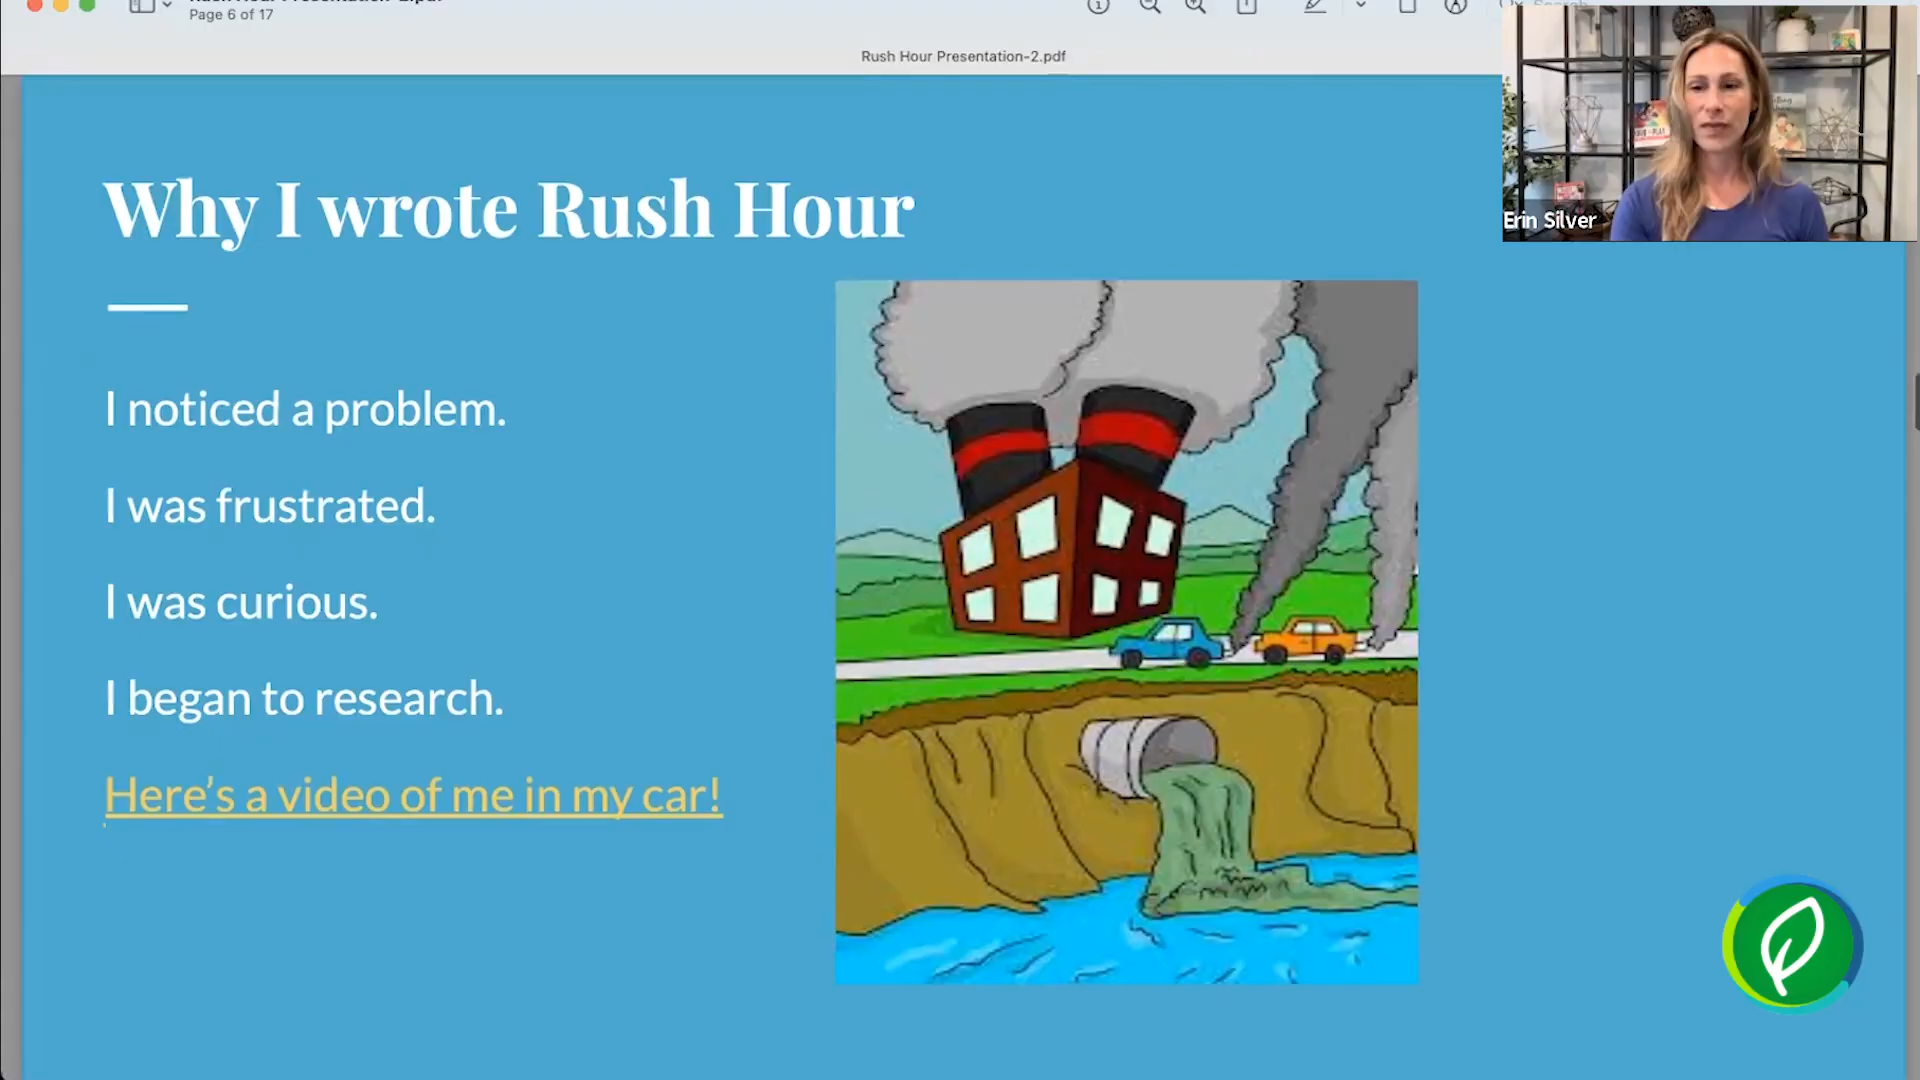 Page 6 of 17
Search
Rush Hour Presentation-2.pdf
Erin Silver
Why I wrote Rush Hour
I noticed a problem.
I was frustrated.
I was curious.
I began to research.
Here's a video of me in my car!